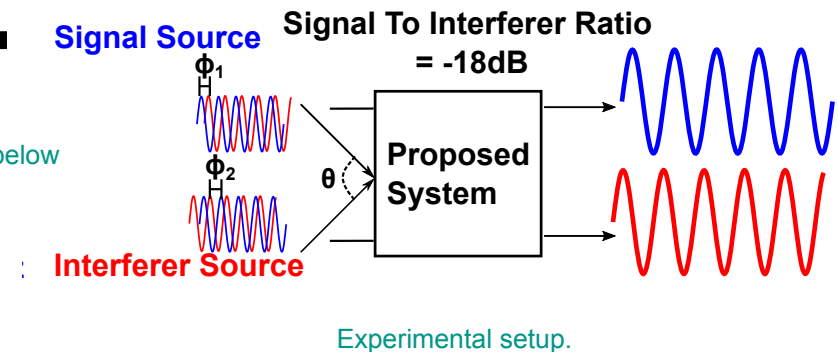 Signal Source
Signal To Interferer Ratio
= -18dB
ϕ₁
below
ϕ₂
θ
Proposed
System
: Interferer Source
Experimental setup.